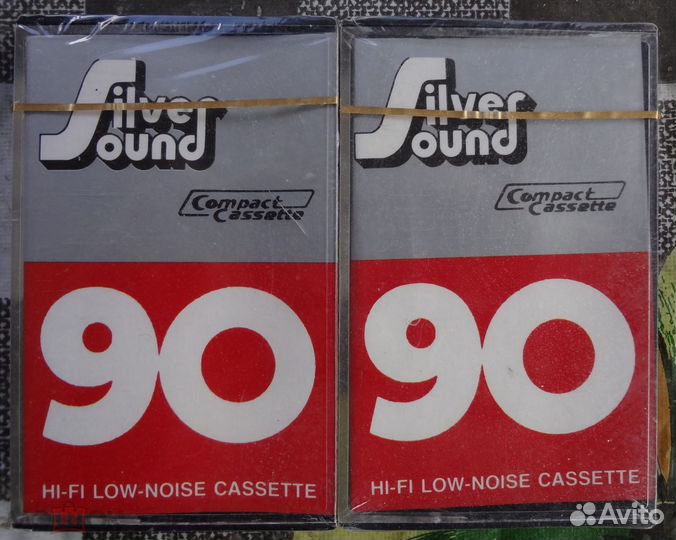 Silver
Sound
Compact
Cassette
90
HI-FI LOW-NOISE CASSETTE
Silver
Sound
Compact
Cassette
90
HI-FI LOW-NOISE CASSETTE
Avito